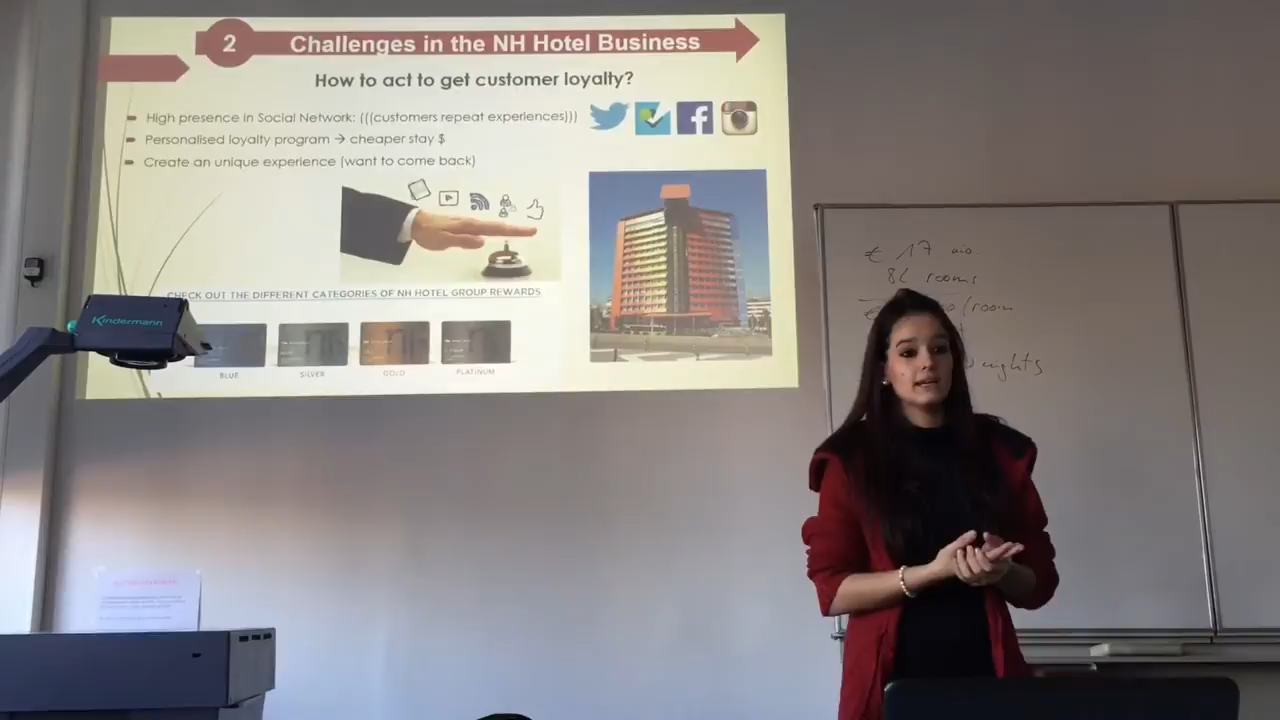 2
Challenges in the NH Hotel Business
How to act to get customer loyalty?
High presence in Social Network: (((customers repeat experiences)))
Personalised loyalty program → cheaper stay $
Create an unique experience (want to come back)
CHECK OUT THE DIFFERENT CATEGORIES OF NH HOTEL GROUP REWARDS
BLUE
SILVER
GOLD
PLATINUM
Kindermann
€ 17 mio
82 rooms
/room
nights